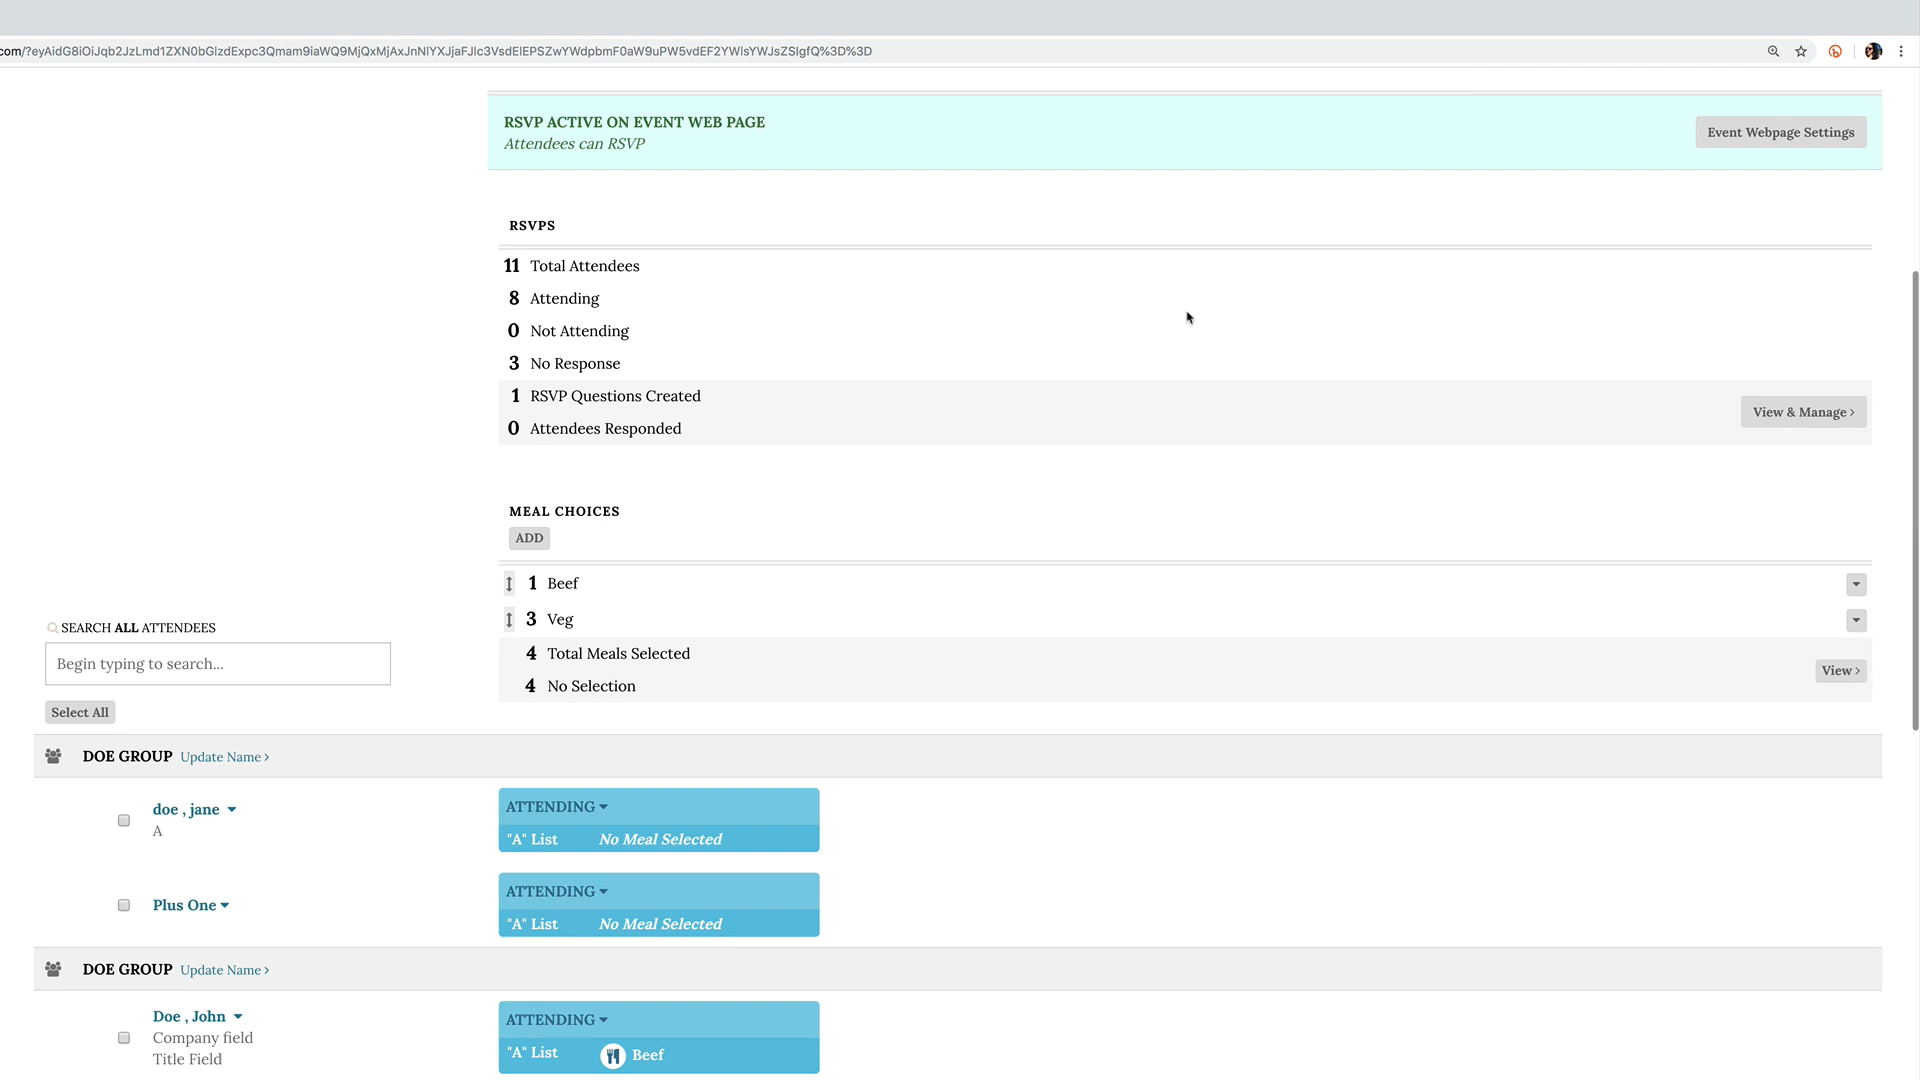 com/?eyAidG8iOiJqb2JzLmd1ZXN0bGlzdExpc3Qmam9iaWQ9MjQxMjAxJnNlYXJjaFJlc3VsdElEPSZwYWdpbmF0aW9uPW5vdEF2YWlsYWJsZSIgfQ%3D%3D
RSVP ACTIVE ON EVENT WEB PAGE
Attendees can RSVP
Event Webpage Settings
RSVPS
11 Total Attendees
8 Attending
0 Not Attending
3 No Response
1 RSVP Questions Created
0 Attendees Responded
View & Manage ›
MEAL CHOICES
ADD
1 Beef
3 Veg
4 Total Meals Selected
4 No Selection
View ›
SEARCH ALL ATTENDEES
Begin typing to search...
Select All
DOE GROUP Update Name ›
doe , jane
A
ATTENDING
"A" List No Meal Selected
Plus One
ATTENDING
"A" List No Meal Selected
DOE GROUP Update Name ›
Doe , John
Company field
Title Field
ATTENDING
"A" List Beef